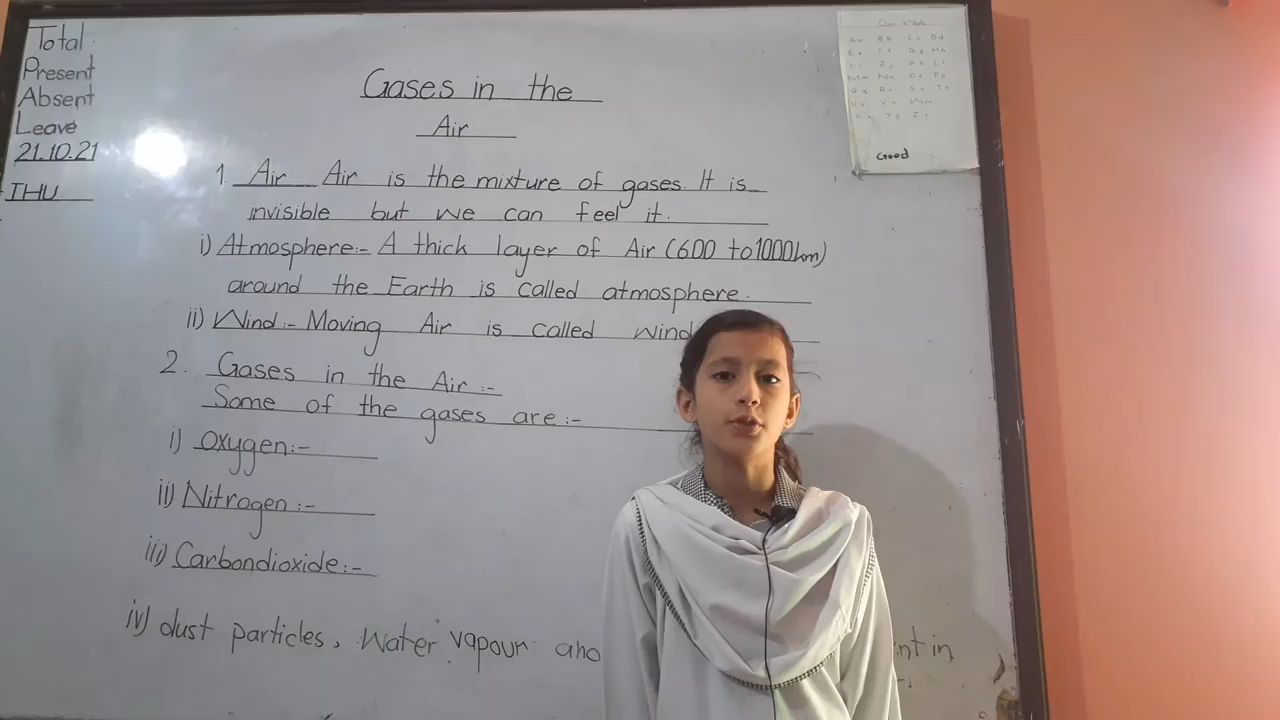 Total
Present
Absent
Leave
21.10.21
THU
Gases in the
Air
1. Air Air is the mixture of gases. It is
invisible but we can feel it.
i) Atmosphere:- A thick layer of Air (600 to 1000km)
around the Earth is called atmosphere.
ii) Wind:- Moving Air is called wind
2. Gases in the Air:-
Some of the gases are:-
i) Oxygen:-
ii) Nitrogen:-
iii) Carbondioxide:-
iv) dust particles, Water vapour and
in
Good